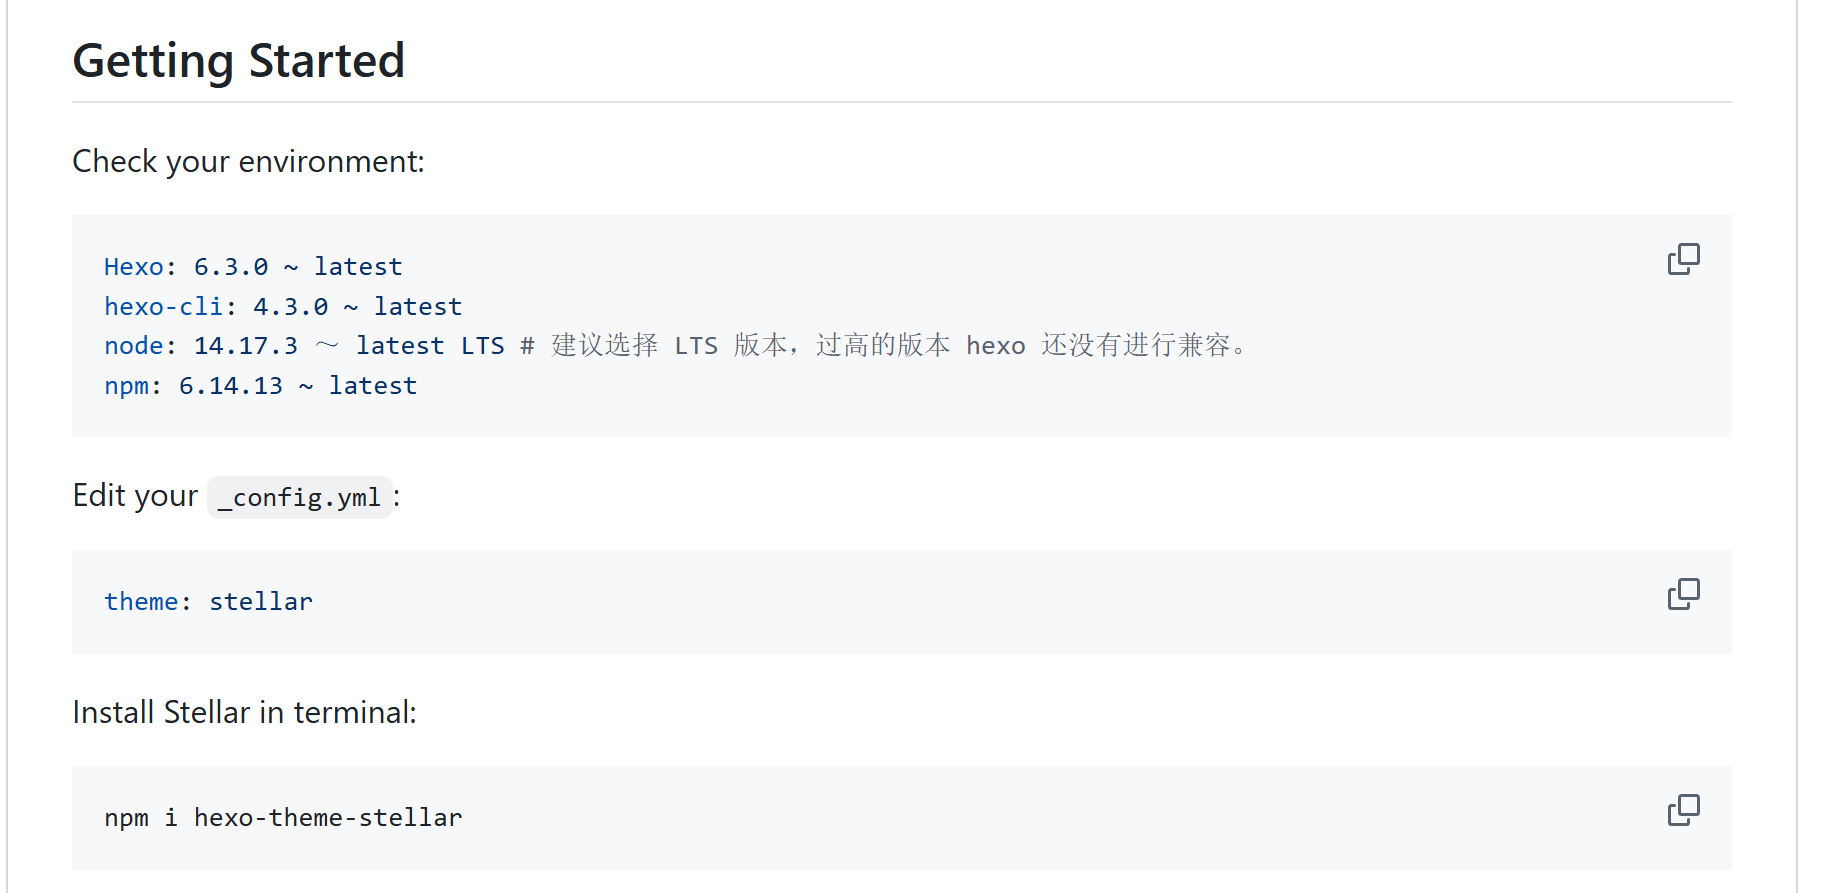 Getting Started
Check your environment:
Hexo: 6.3.0 ~ latest
hexo-cli: 4.3.0 ~ latest
node: 14.17.3 ～ latest LTS # 建议选择 LTS 版本，过高的版本 hexo 还没有进行兼容。
npm: 6.14.13 ~ latest
Edit your _config.yml:
theme: stellar
Install Stellar in terminal:
npm i hexo-theme-stellar